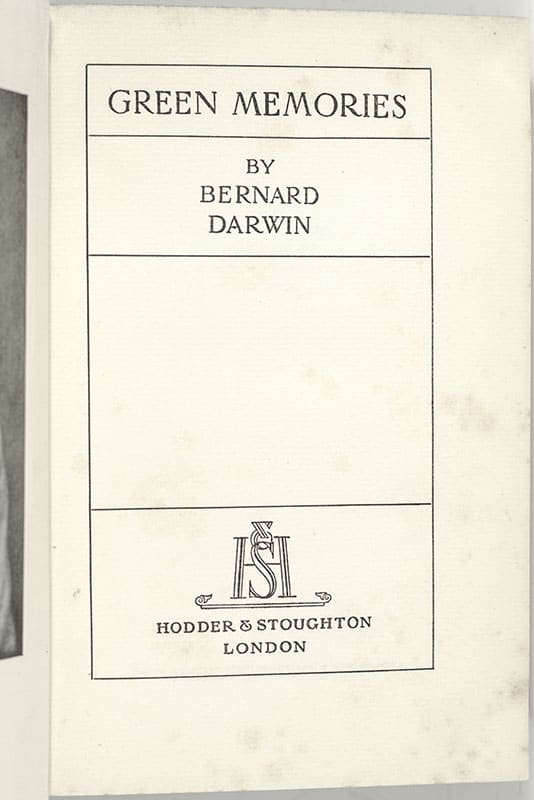 GREEN MEMORIES
BY
BERNARD
DARWIN
H&S
HODDER & STOUGHTON
LONDON